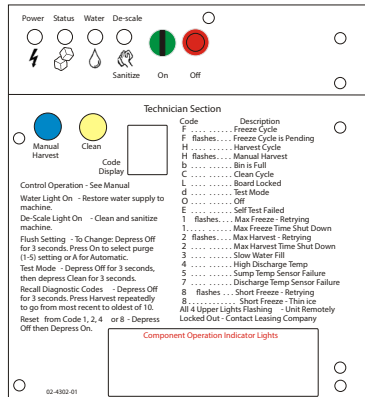 Power Status Water De-scale
Sanitize On Off
Technician Section
Manual Harvest
Clean
Code Display
Control Operation - See Manual
Water Light On - Restore water supply to
machine.
De-Scale Light On - Clean and sanitize
machine.
Flush Setting - To Change: Depress Off
for 3 seconds. Press On to select purge
(1-5) setting or A for Automatic.
Test Mode - Depress Off for 3 seconds,
then depress Clean for 3 seconds.
Recall Diagnostic Codes - Depress Off
for 3 seconds. Press Harvest repeatedly
to go from most recent to oldest of 10.
Reset from Code 1, 2, 4 or 8 - Depress
Off then Depress On.
Code Description
F . . . . . . . . . . Freeze Cycle
F flashes. . . . Freeze Cycle is Pending
H . . . . . . . . . . Harvest Cycle
H flashes. . . . Manual Harvest
b . . . . . . . . . . Bin is Full
C . . . . . . . . . . Clean Cycle
L . . . . . . . . . . Board Locked
d . . . . . . . . . . Test Mode
O . . . . . . . . . . Off
E . . . . . . . . . . Self Test Failed
1 flashes. . . . Max Freeze - Retrying
1. . . . . . . . . . . Max Freeze Time Shut Down
2 flashes. . . . Max Harvest - Retrying
2 . . . . . . . . . . Max Harvest Time Shut Down
3 . . . . . . . . . . Slow Water Fill
4 . . . . . . . . . . High Discharge Temp
5 . . . . . . . . . . Sump Temp Sensor Failure
7 . . . . . . . . . . Discharge Temp Sensor Failure
8 flashes . . . Short Freeze - Retrying
8 . . . . . . . . . . . Short Freeze - Thin ice
All 4 Upper Lights Flashing - Unit Remotely
Locked Out - Contact Leasing Company
Component Operation Indicator Lights
02-4302-01